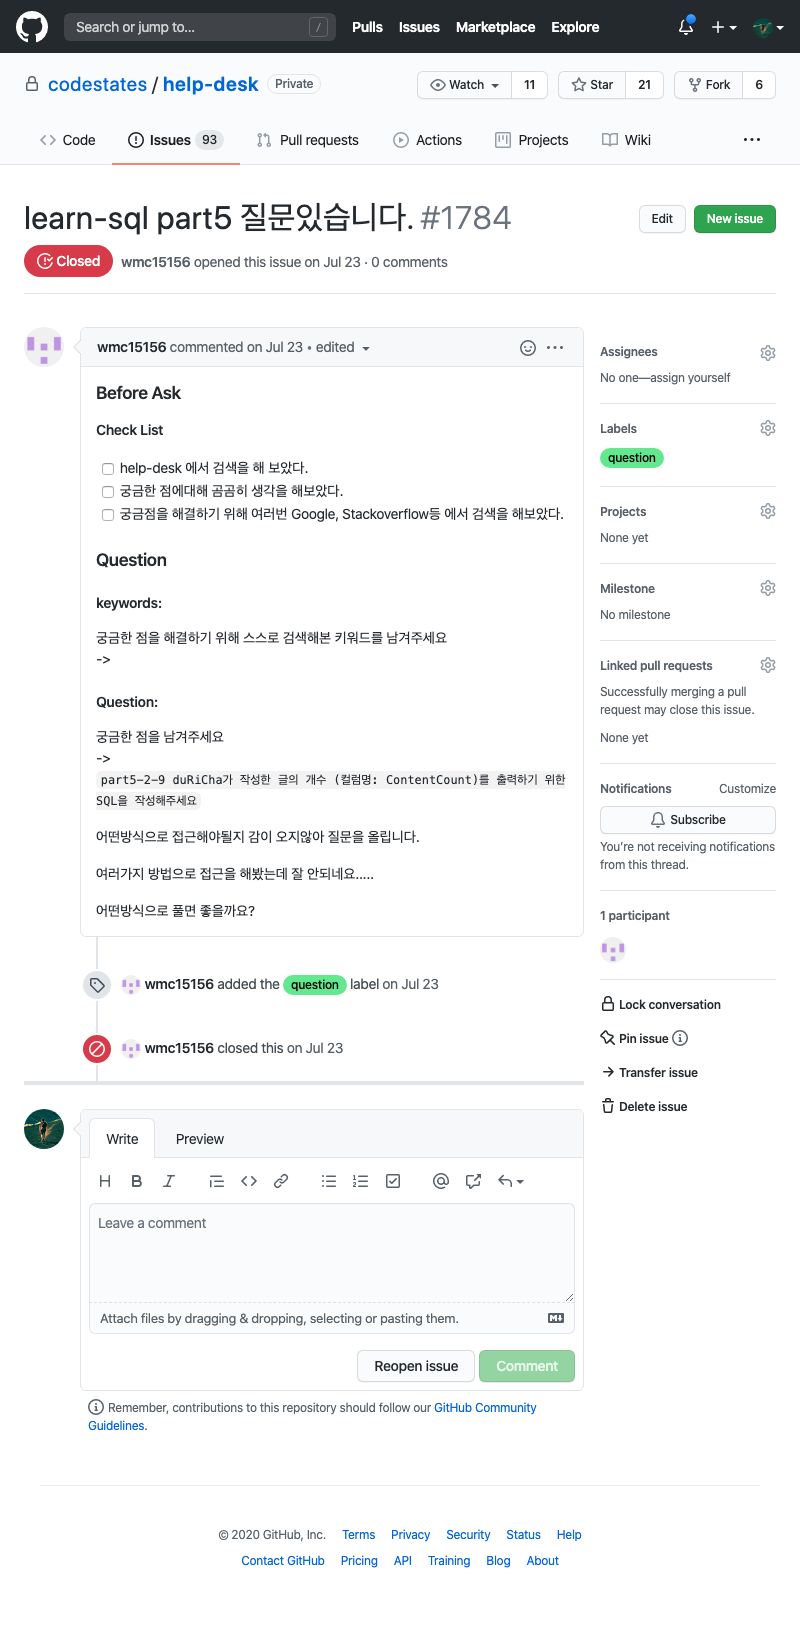 Search or jump to... /
Pulls Issues Marketplace Explore
codestates / help-desk Private
Watch 11 Star 21 Fork 6
Code Issues 93 Pull requests Actions Projects Wiki ...
learn-sql part5 질문있습니다. #1784
Edit New issue
Closed wmc15156 opened this issue on Jul 23 · 0 comments
wmc15156 commented on Jul 23 • edited
Before Ask
Check List
help-desk 에서 검색을 해 보았다.
궁금한 점에대해 곰곰히 생각을 해보았다.
궁금점을 해결하기 위해 여러번 Google, Stackoverflow등 에서 검색을 해보았다.
Question
keywords:
궁금한 점을 해결하기 위해 스스로 검색해본 키워드를 남겨주세요
->
Question:
궁금한 점을 남겨주세요
->
part5-2-9 duRiCha가 작성한 글의 개수 (컬럼명: ContentCount)를 출력하기 위한
SQL을 작성해주세요
어떤방식으로 접근해야될지 감이 오지않아 질문을 올립니다.
여러가지 방법으로 접근을 해봤는데 잘 안되네요.....
어떤방식으로 풀면 좋을까요?
wmc15156 added the question label on Jul 23
wmc15156 closed this on Jul 23
Assignees
No one—assign yourself
Labels
question
Projects
None yet
Milestone
No milestone
Linked pull requests
Successfully merging a pull
request may close this issue.
None yet
Notifications Customize
Subscribe
You're not receiving notifications
from this thread.
1 participant
Lock conversation
Pin issue
Transfer issue
Delete issue
Write Preview
H B I
Leave a comment
Attach files by dragging & dropping, selecting or pasting them.
Reopen issue Comment
Remember, contributions to this repository should follow our GitHub Community
Guidelines.
© 2020 GitHub, Inc. Terms Privacy Security Status Help
Contact GitHub Pricing API Training Blog About